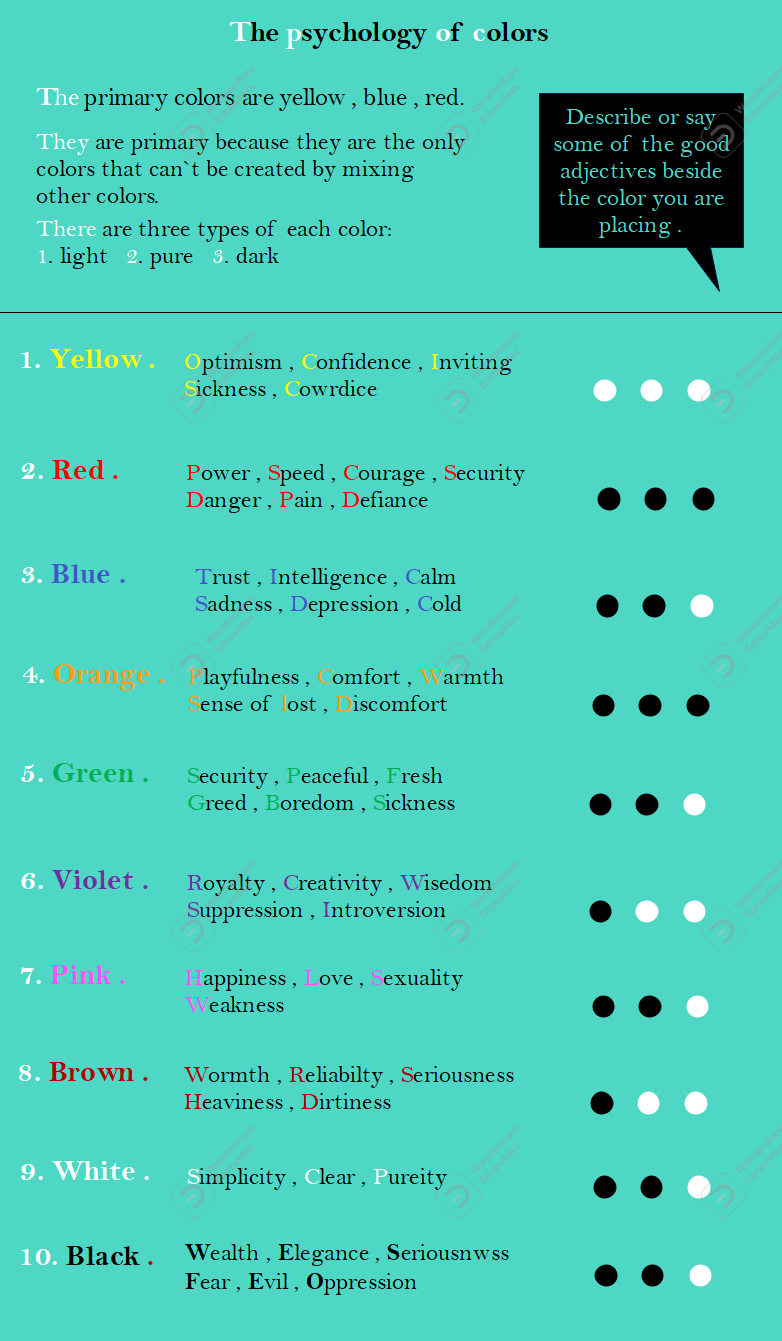 The psychology of colors
The primary colors are yellow , blue , red.
They are primary because they are the only
colors that can`t be created by mixing
other colors.
There are three types of each color:
1. light 2. pure 3. dark
Describe or say
some of the good
adjectives beside
the color you are
placing .
1. Yellow .
Optimism , Confidence , Inviting
Sickness , Cowrdice
2. Red .
Power , Speed , Courage , Security
Danger , Pain , Defiance
3. Blue .
Trust , Intelligence , Calm
Sadness , Depression , Cold
4. Orange .
Playfulness , Comfort , Warmth
Sense of lost , Discomfort
5. Green .
Security , Peaceful , Fresh
Greed , Boredom , Sickness
6. Violet .
Royalty , Creativity , Wisedom
Suppression , Introversion
7. Pink .
Happiness , Love , Sexuality
Weakness
8. Brown .
Wormth , Reliabilty , Seriousness
Heaviness , Dirtiness
9. White .
Simplicity , Clear , Pureity
10. Black .
Wealth , Elegance , Seriousnwss
Fear , Evil , Oppression
Wondershare
EdrawMax